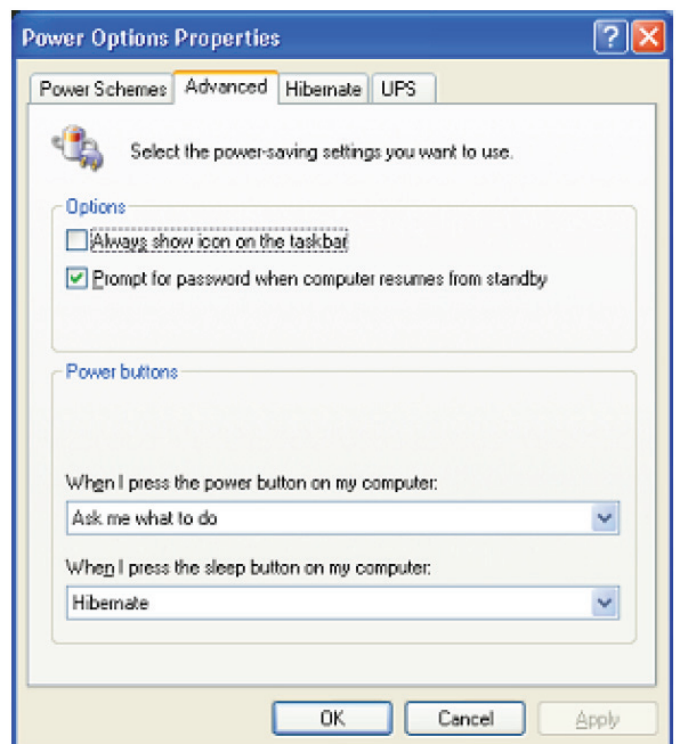 Power Options Properties
Power Schemes Advanced Hibernate UPS
Select the power-saving settings you want to use.
Options
Always show icon on the taskbar
Prompt for password when computer resumes from standby
Power buttons
When I press the power button on my computer:
Ask me what to do
When I press the sleep button on my computer:
Hibernate
OK Cancel Apply